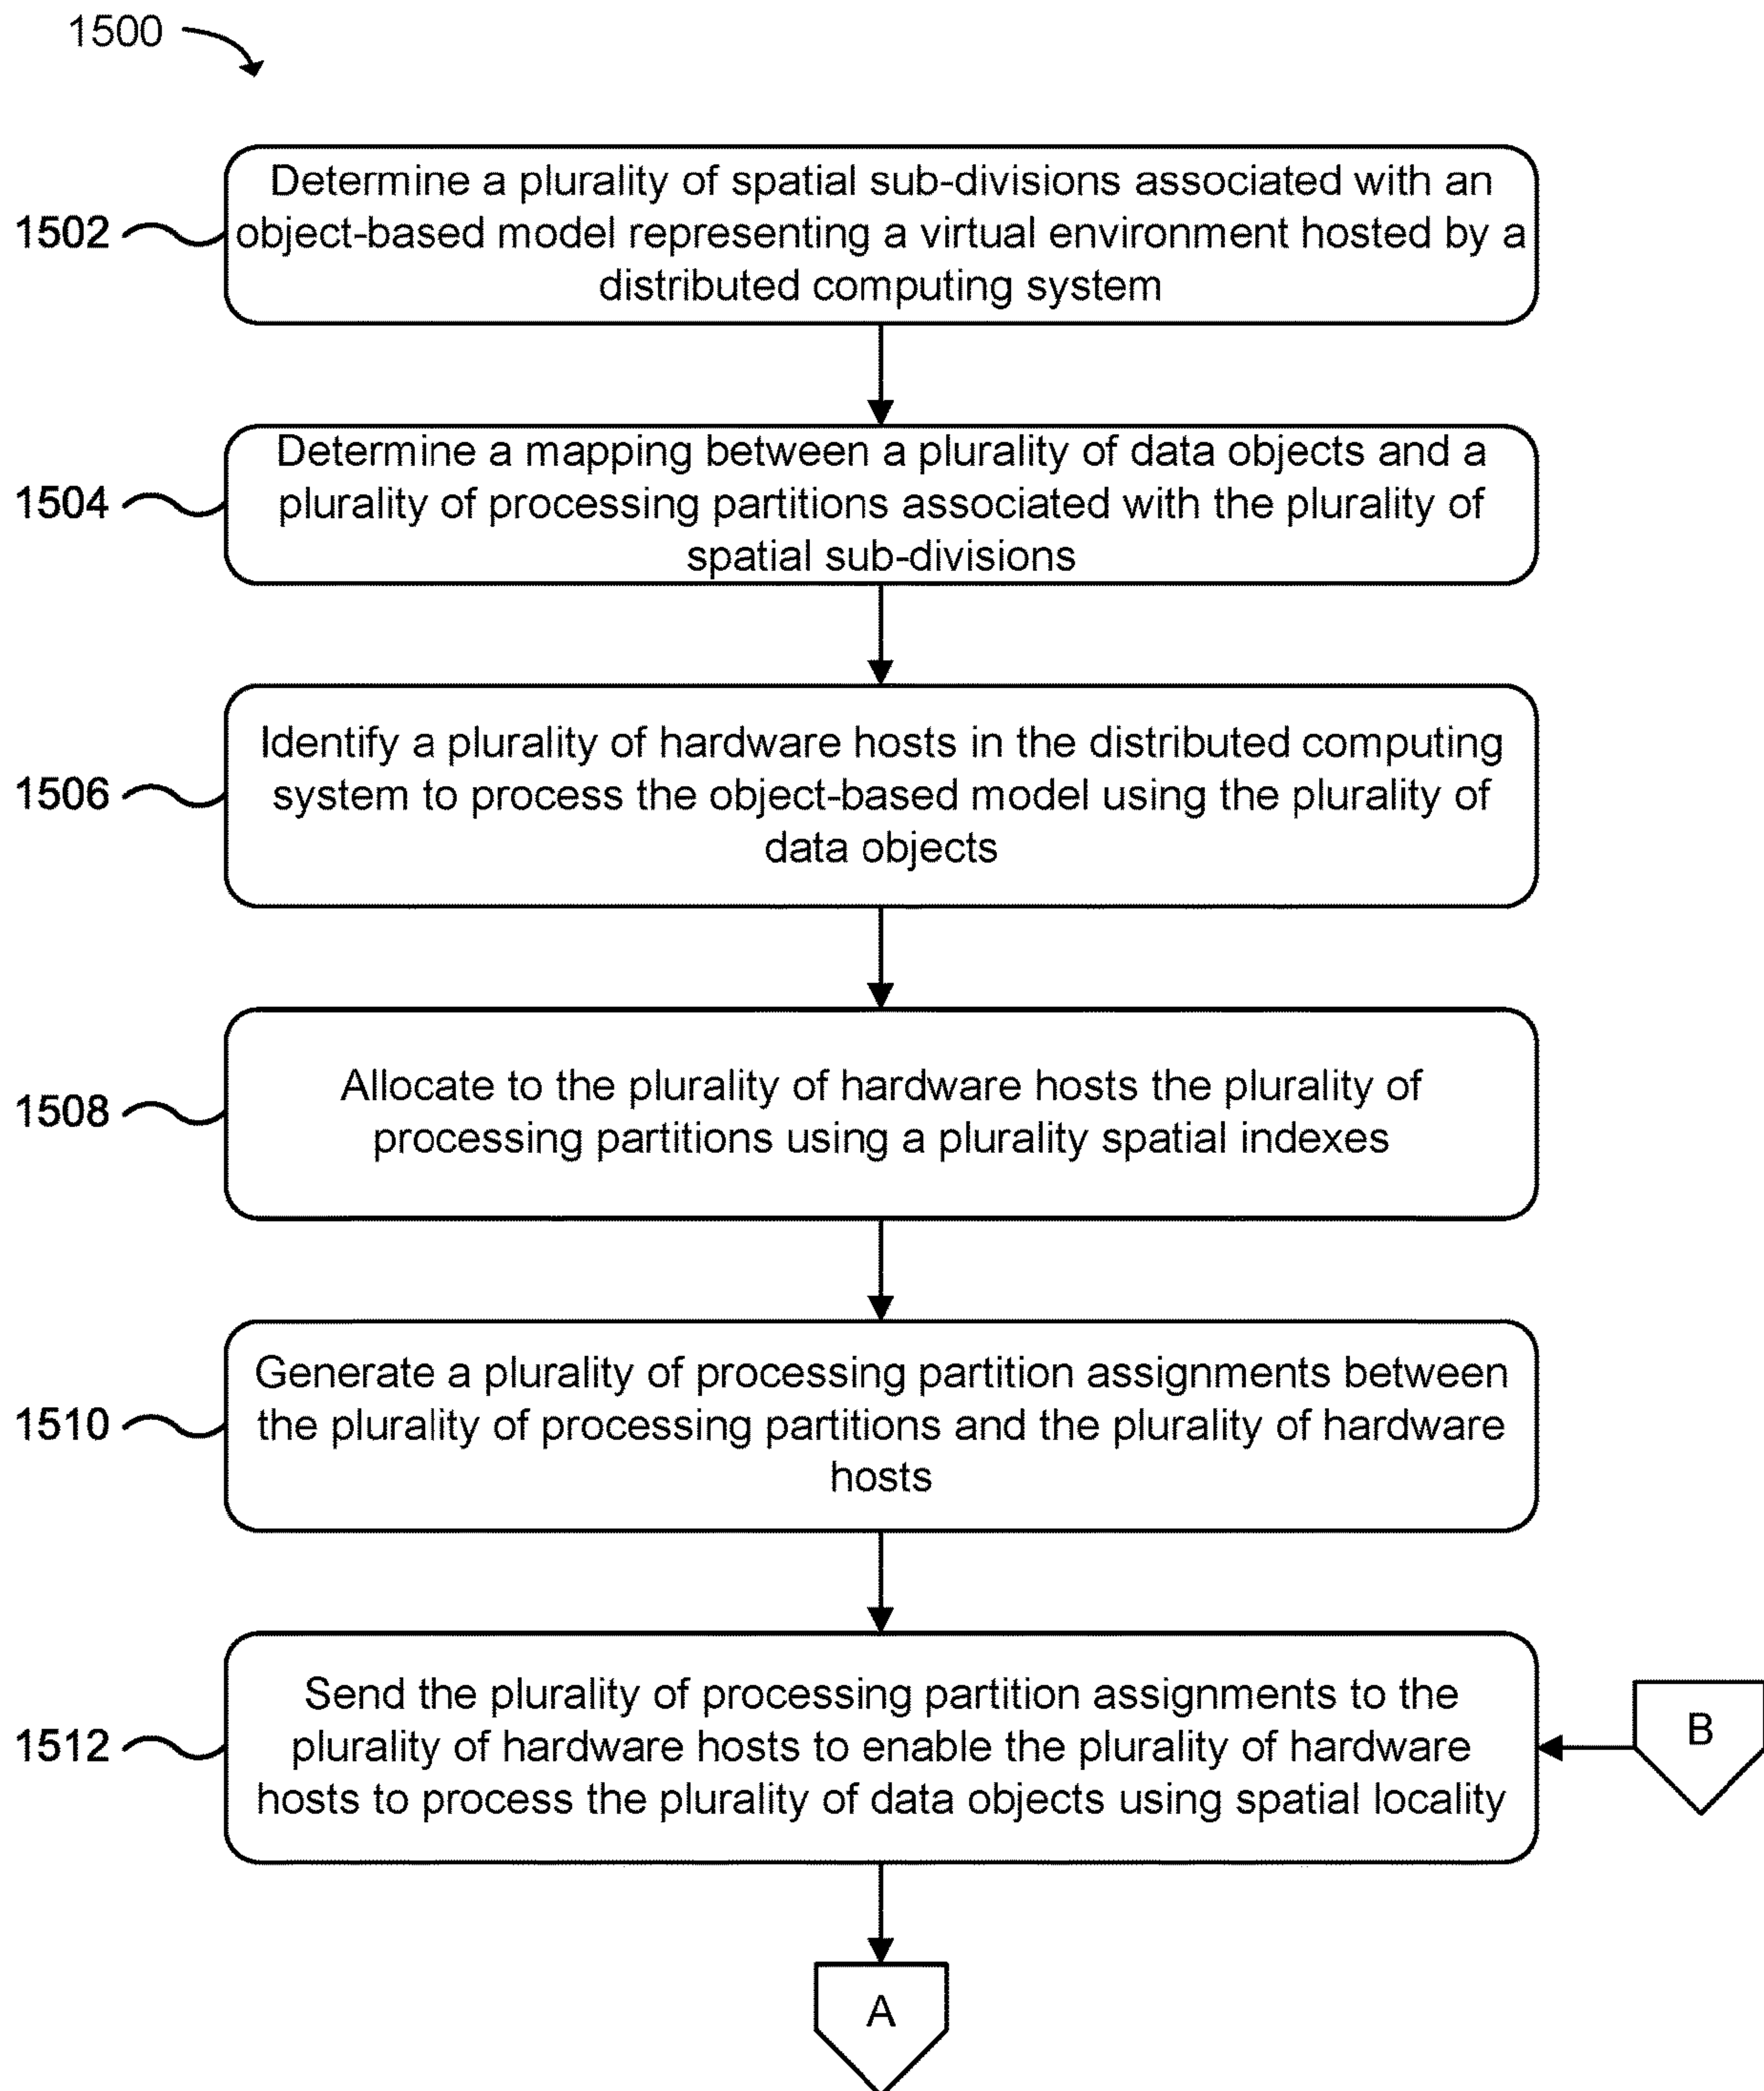 1500
Determine a plurality of spatial sub-divisions associated with an
1502
object-based model representing a virtual environment hosted by a
distributed computing system
Determine a mapping between a plurality of data objects and a
1504
plurality of processing partitions associated with the plurality of
spatial sub-divisions
Identify a plurality of hardware hosts in the distributed computing
1506
system to process the object-based model using the plurality of
data objects
Allocate to the plurality of hardware hosts the plurality of
1508
processing partitions using a plurality spatial indexes
Generate a plurality of processing partition assignments between
1510
the plurality of processing partitions and the plurality of hardware
hosts
Send the plurality of processing partition assignments to the
1512
plurality of hardware hosts to enable the plurality of hardware
hosts to process the plurality of data objects using spatial locality
B
A